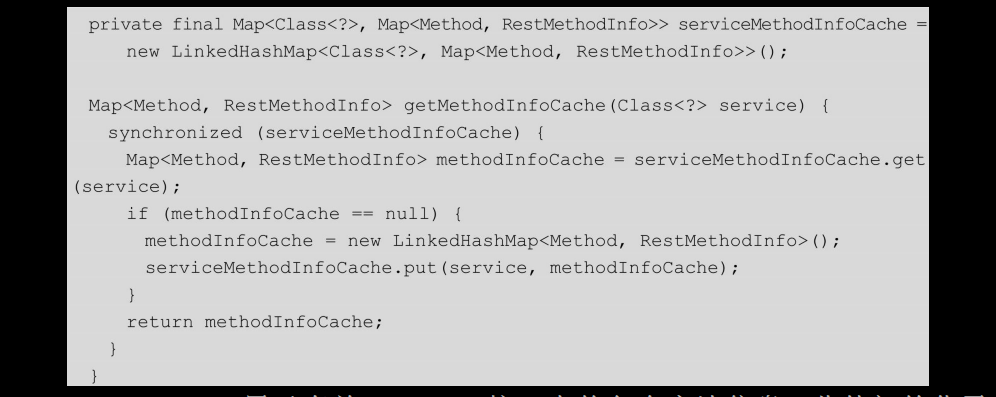 private final Map<Class<?>, Map<Method, RestMethodInfo>> serviceMethodInfoCache =
new LinkedHashMap<Class<?>, Map<Method, RestMethodInfo>>();
Map<Method, RestMethodInfo> getMethodInfoCache(Class<?> service) {
synchronized (serviceMethodInfoCache) {
Map<Method, RestMethodInfo> methodInfoCache = serviceMethodInfoCache.get
(service);
if (methodInfoCache == null) {
methodInfoCache = new LinkedHashMap<Method, RestMethodInfo>();
serviceMethodInfoCache.put(service, methodInfoCache);
}
return methodInfoCache;
}
}